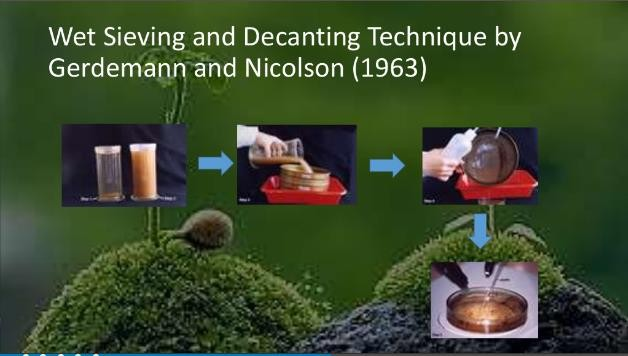 Wet Sieving and Decanting Technique by
Gerdemann and Nicolson (1963)